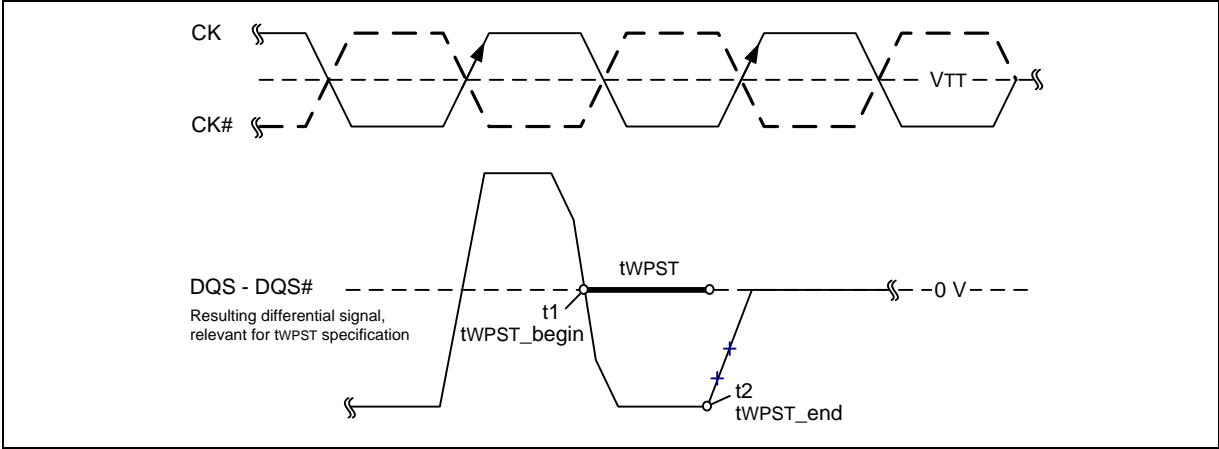 CK
VTT
CK#
tWPST
DQS - DQS#
0 V
Resulting differential signal,
relevant for tWPST specification
t1
tWPST_begin
t2
tWPST_end